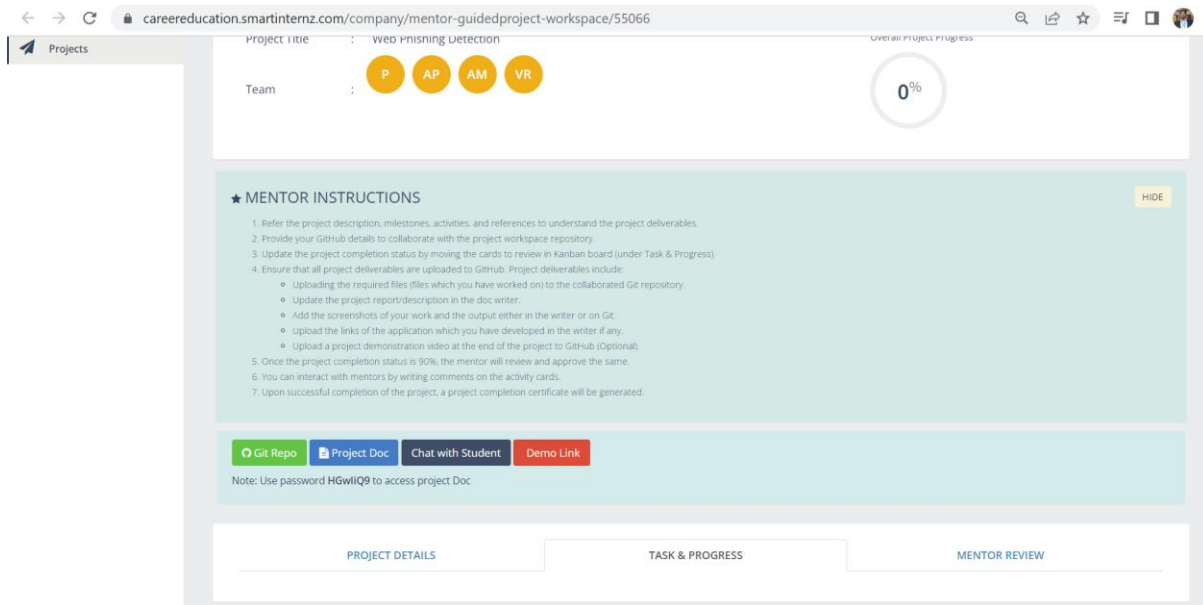 careereducation.smartinternz.com/company/mentor-guidedproject-workspace/55066
Projects
Project Title : Web Phishing Detection
Overall Project Progress
Team : P AP AM VR
0%
MENTOR INSTRUCTIONS
HIDE
1. Refer the project description, milestones, activities, and references to understand the project deliverables.
2. Provide your GitHub details to collaborate with the project workspace repository.
3. Update the project completion status by moving the cards to review in Kanban board (under Task & Progress).
4. Ensure that all project deliverables are uploaded to GitHub. Project deliverables include:
Uploading the required files (files which you have worked on) to the collaborated Git repository.
Update the project report/description in the doc writer.
Add the screenshots of your work and the output either in the writer or on Git.
Upload the links of the application which you have developed in the writer if any.
Upload a project demonstration video at the end of the project to GitHub (Optional).
5. Once the project completion status is 90%, the mentor will review and approve the same.
6. You can interact with mentors by writing comments on the activity cards.
7. Upon successful completion of the project, a project completion certificate will be generated.
Git Repo Project Doc Chat with Student Demo Link
Note: Use password HGwIiQ9 to access project Doc
PROJECT DETAILS TASK & PROGRESS MENTOR REVIEW